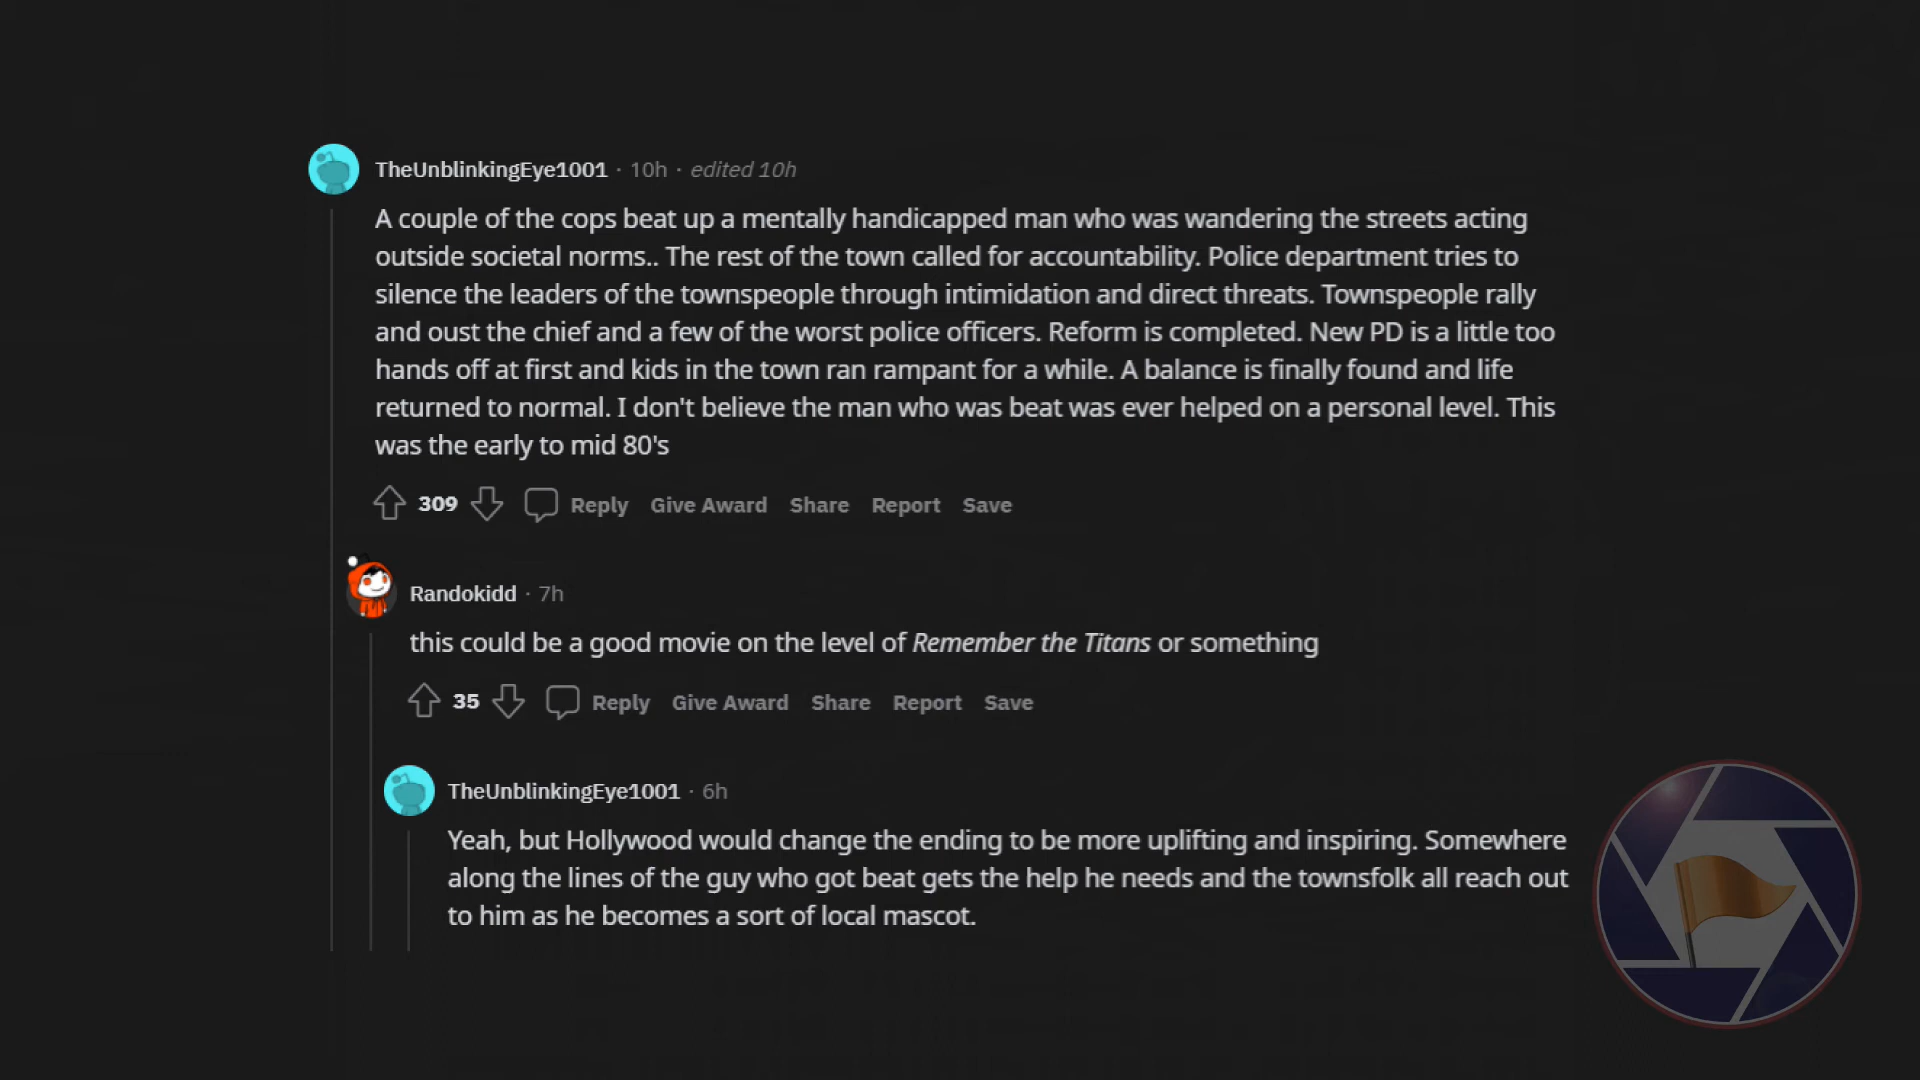 TheUnblinkingEye1001 · 10h · edited 10h
A couple of the cops beat up a mentally handicapped man who was wandering the streets acting
outside societal norms.. The rest of the town called for accountability. Police department tries to
silence the leaders of the townspeople through intimidation and direct threats. Townspeople rally
and oust the chief and a few of the worst police officers. Reform is completed. New PD is a little too
hands off at first and kids in the town ran rampant for a while. A balance is finally found and life
returned to normal. I don't believe the man who was beat was ever helped on a personal level. This
was the early to mid 80's
309 Reply Give Award Share Report Save
Randokidd · 7h
this could be a good movie on the level of Remember the Titans or something
35 Reply Give Award Share Report Save
TheUnblinkingEye1001 · 6h
Yeah, but Hollywood would change the ending to be more uplifting and inspiring. Somewhere
along the lines of the guy who got beat gets the help he needs and the townsfolk all reach out
to him as he becomes a sort of local mascot.